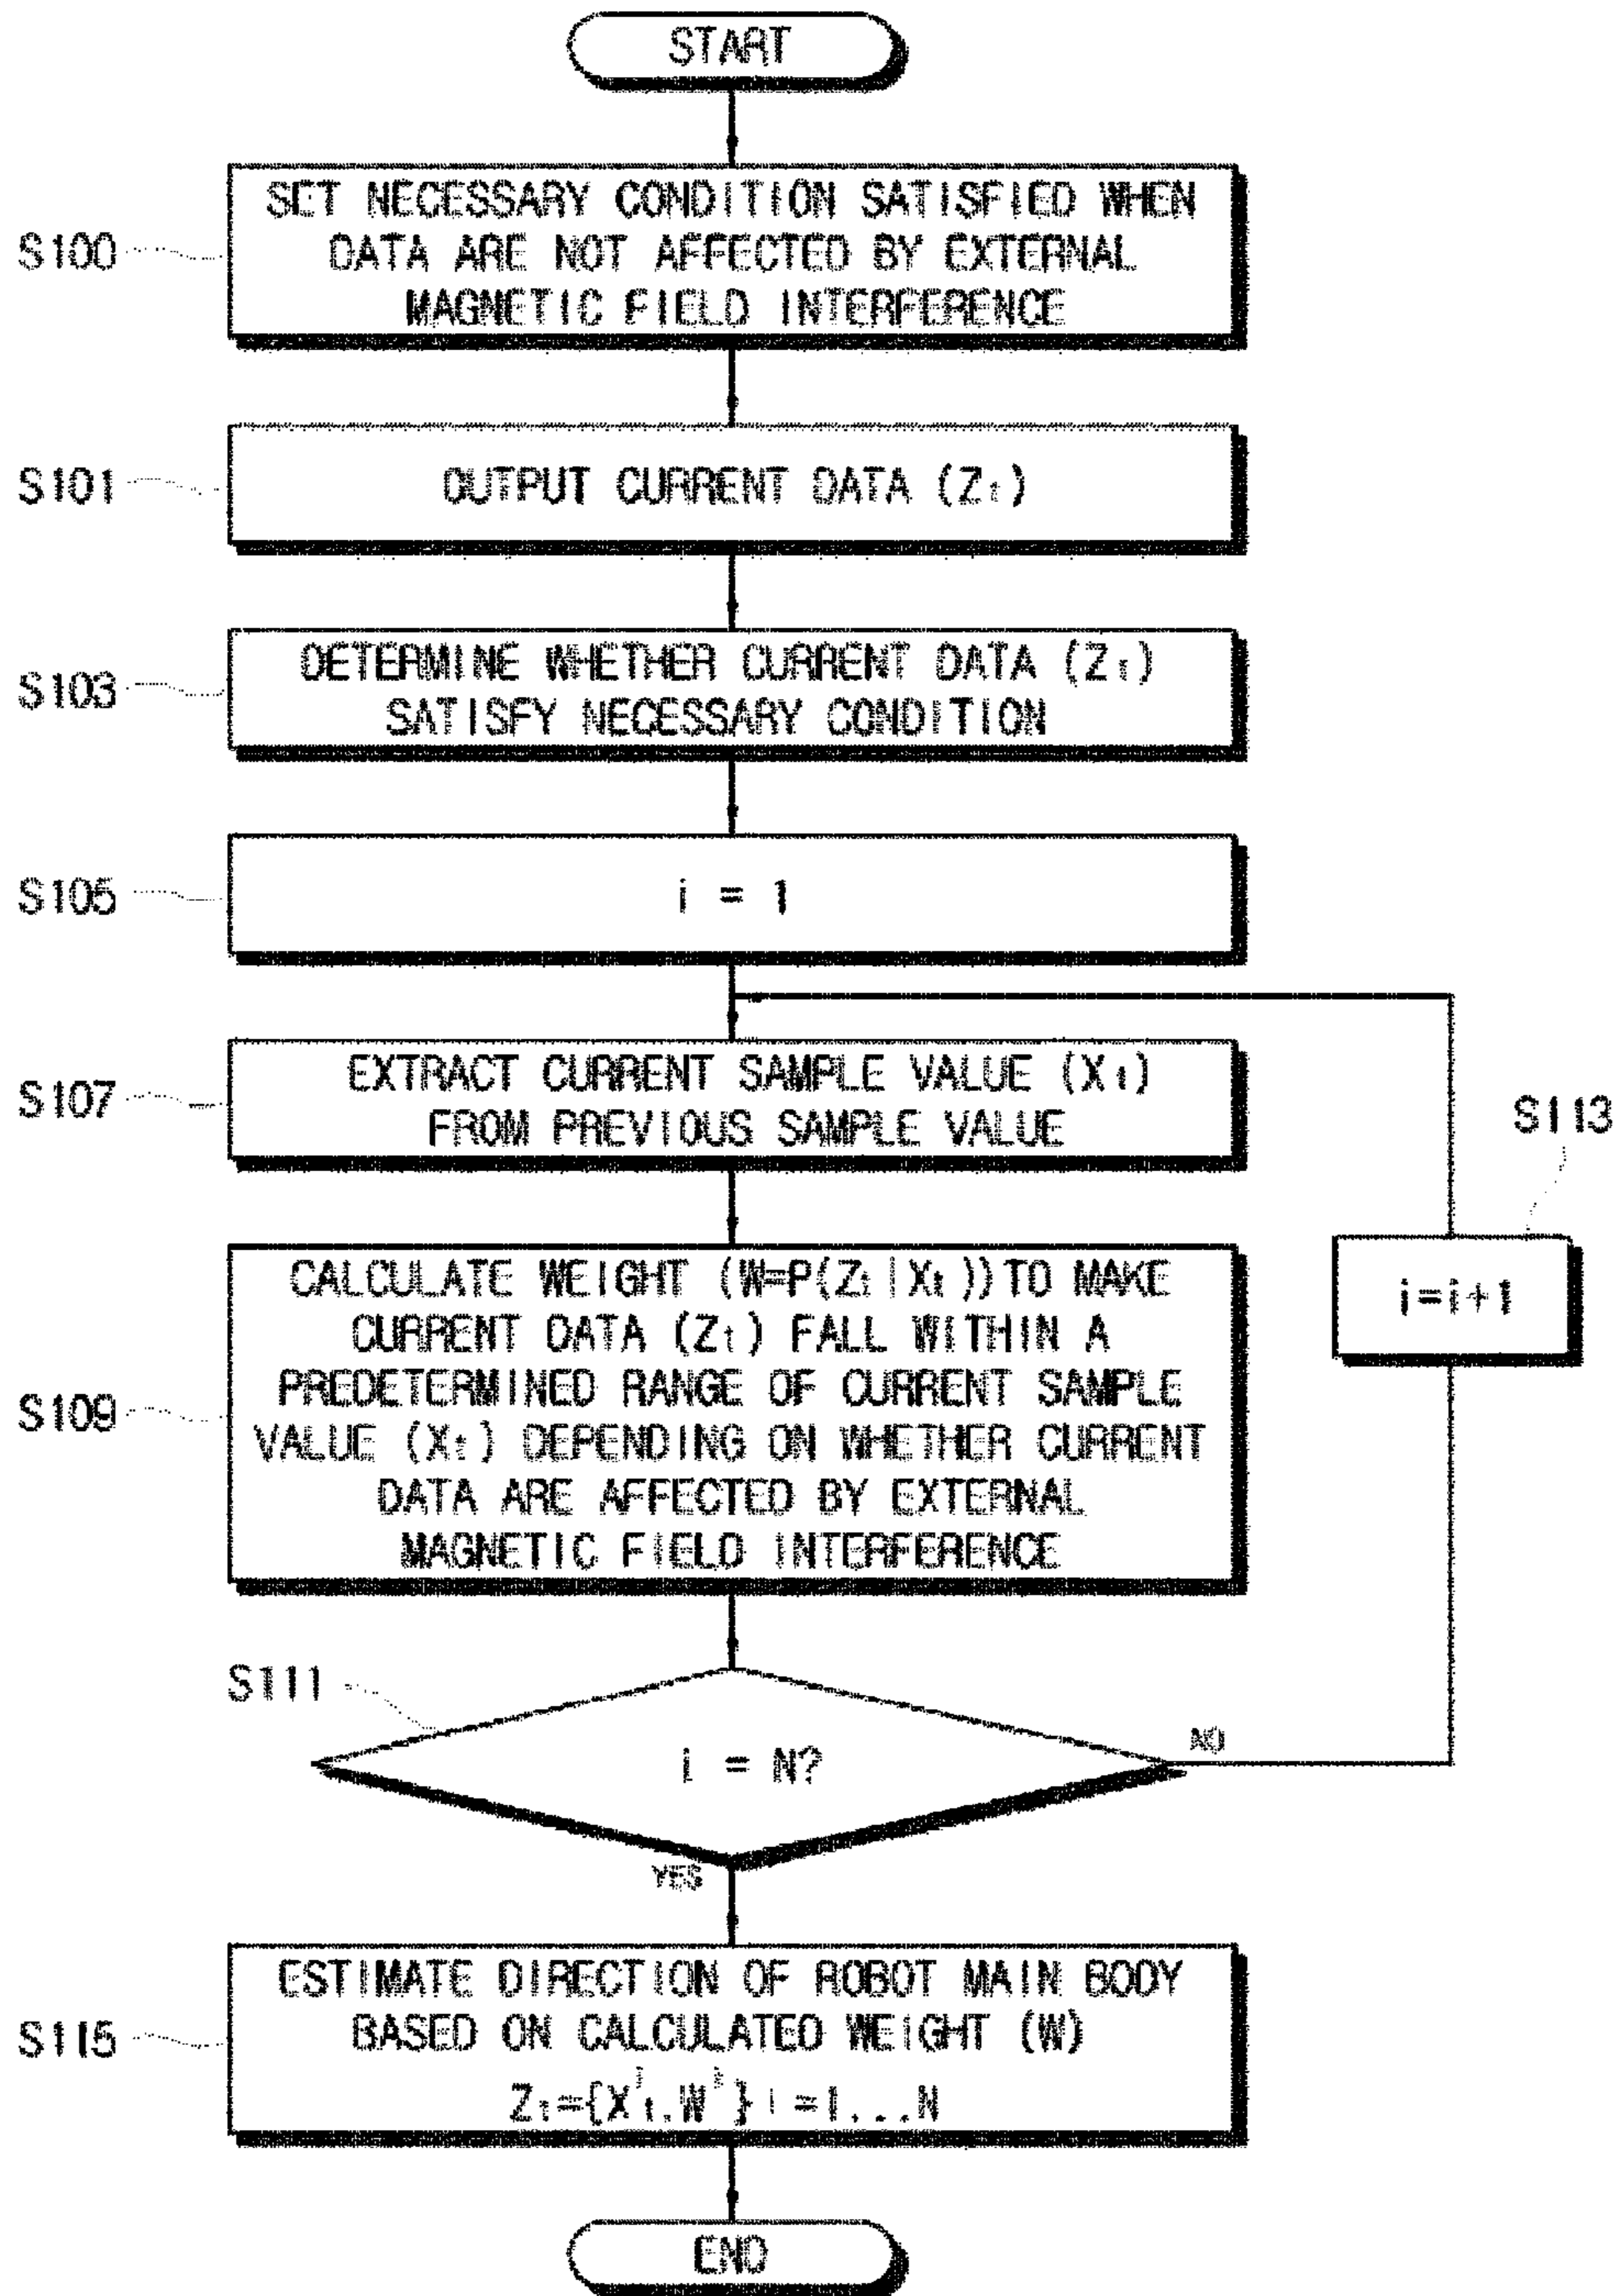 START
S100
SET NECESSARY CONDITION SATISFIED WHEN
DATA ARE NOT AFFECTED BY EXTERNAL
MAGNETIC FIELD INTERFERENCE
S101
OUTPUT CURRENT DATA (Zt)
S103
DETERMINE WHETHER CURRENT DATA (Zt)
SATISFY NECESSARY CONDITION
S105
i = 1
S107
EXTRACT CURRENT SAMPLE VALUE (Xt)
FROM PREVIOUS SAMPLE VALUE
S113
i=i+1
S109
CALCULATE WEIGHT (W=P(Zt|Xt)) TO MAKE
CURRENT DATA (Zt) FALL WITHIN A
PREDETERMINED RANGE OF CURRENT SAMPLE
VALUE (Xt) DEPENDING ON WHETHER CURRENT
DATA ARE AFFECTED BY EXTERNAL
MAGNETIC FIELD INTERFERENCE
S111
i = N?
NO
YES
S115
ESTIMATE DIRECTION OF ROBOT MAIN BODY
BASED ON CALCULATED WEIGHT (W)
Zt={X^i t, W^i} i=1...N
END